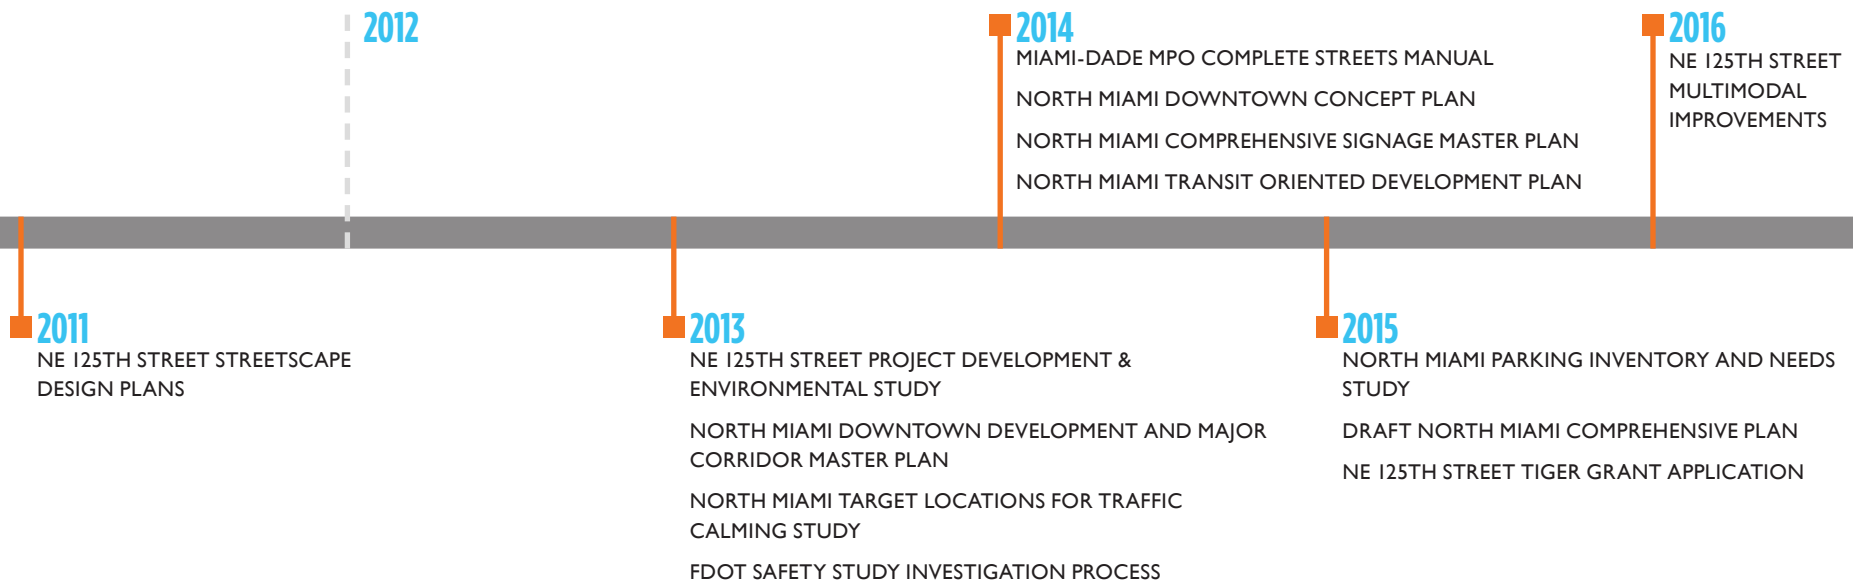 2012
2014
MIAMI-DADE MPO COMPLETE STREETS MANUAL
NORTH MIAMI DOWNTOWN CONCEPT PLAN
NORTH MIAMI COMPREHENSIVE SIGNAGE MASTER PLAN
NORTH MIAMI TRANSIT ORIENTED DEVELOPMENT PLAN
2016
NE 125TH STREET
MULTIMODAL
IMPROVEMENTS
2011
NE 125TH STREET STREETSCAPE
DESIGN PLANS
2013
NE 125TH STREET PROJECT DEVELOPMENT &
ENVIRONMENTAL STUDY
NORTH MIAMI DOWNTOWN DEVELOPMENT AND MAJOR
CORRIDOR MASTER PLAN
NORTH MIAMI TARGET LOCATIONS FOR TRAFFIC
CALMING STUDY
FDOT SAFETY STUDY INVESTIGATION PROCESS
2015
NORTH MIAMI PARKING INVENTORY AND NEEDS
STUDY
DRAFT NORTH MIAMI COMPREHENSIVE PLAN
NE 125TH STREET TIGER GRANT APPLICATION